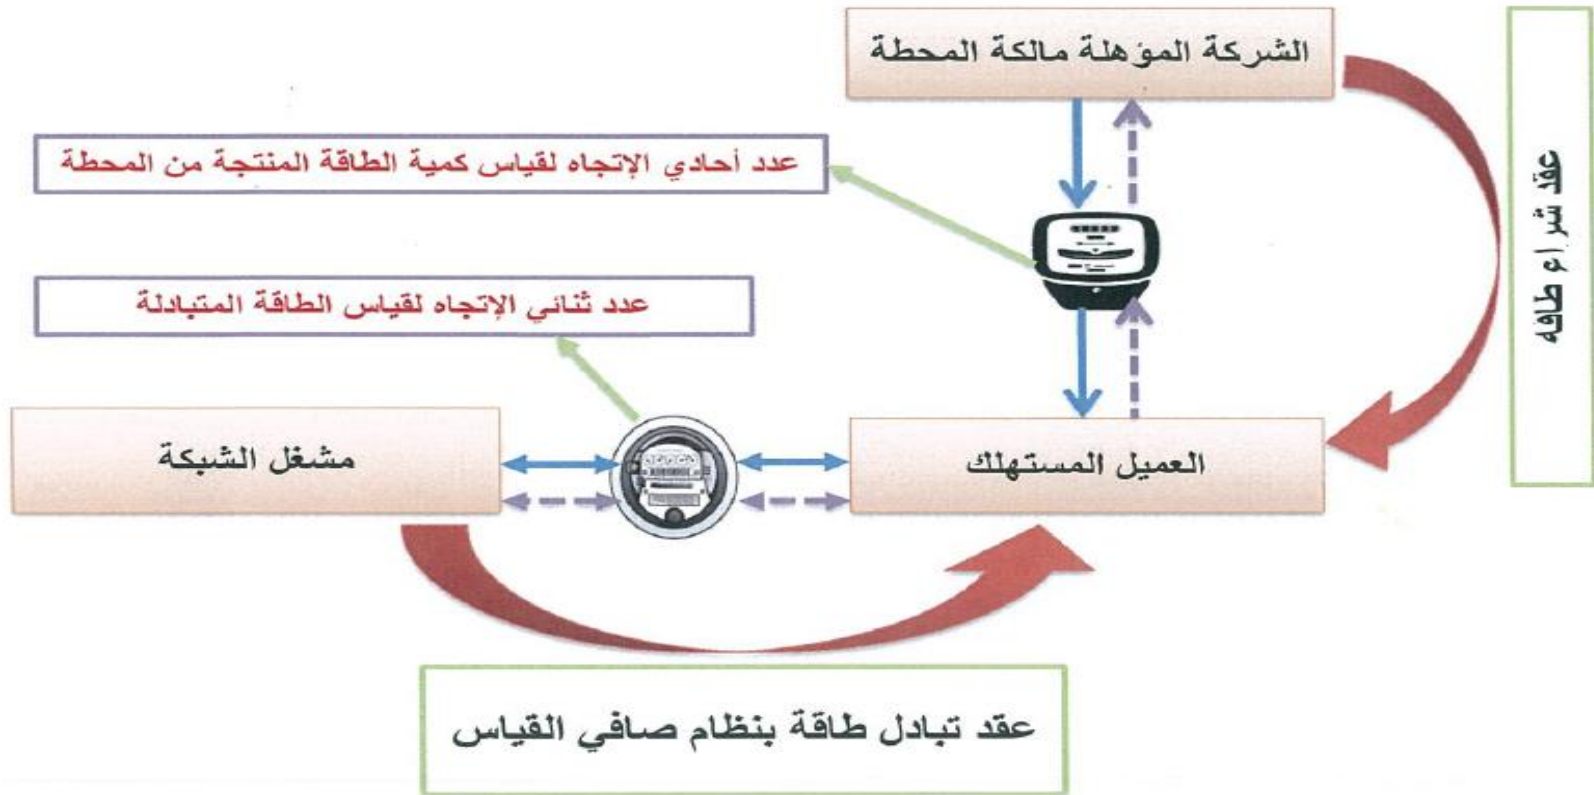 الشركة المؤهلة مالكة المحطة
عدد أحادي الإتجاه لقياس كمية الطاقة المنتجة من المحطة
عقد شراء طاقه
عدد ثنائي الإتجاه لقياس الطاقة المتبادلة
العميل المستهلك
مشغل الشبكة
عقد تبادل طاقة بنظام صافي القياس